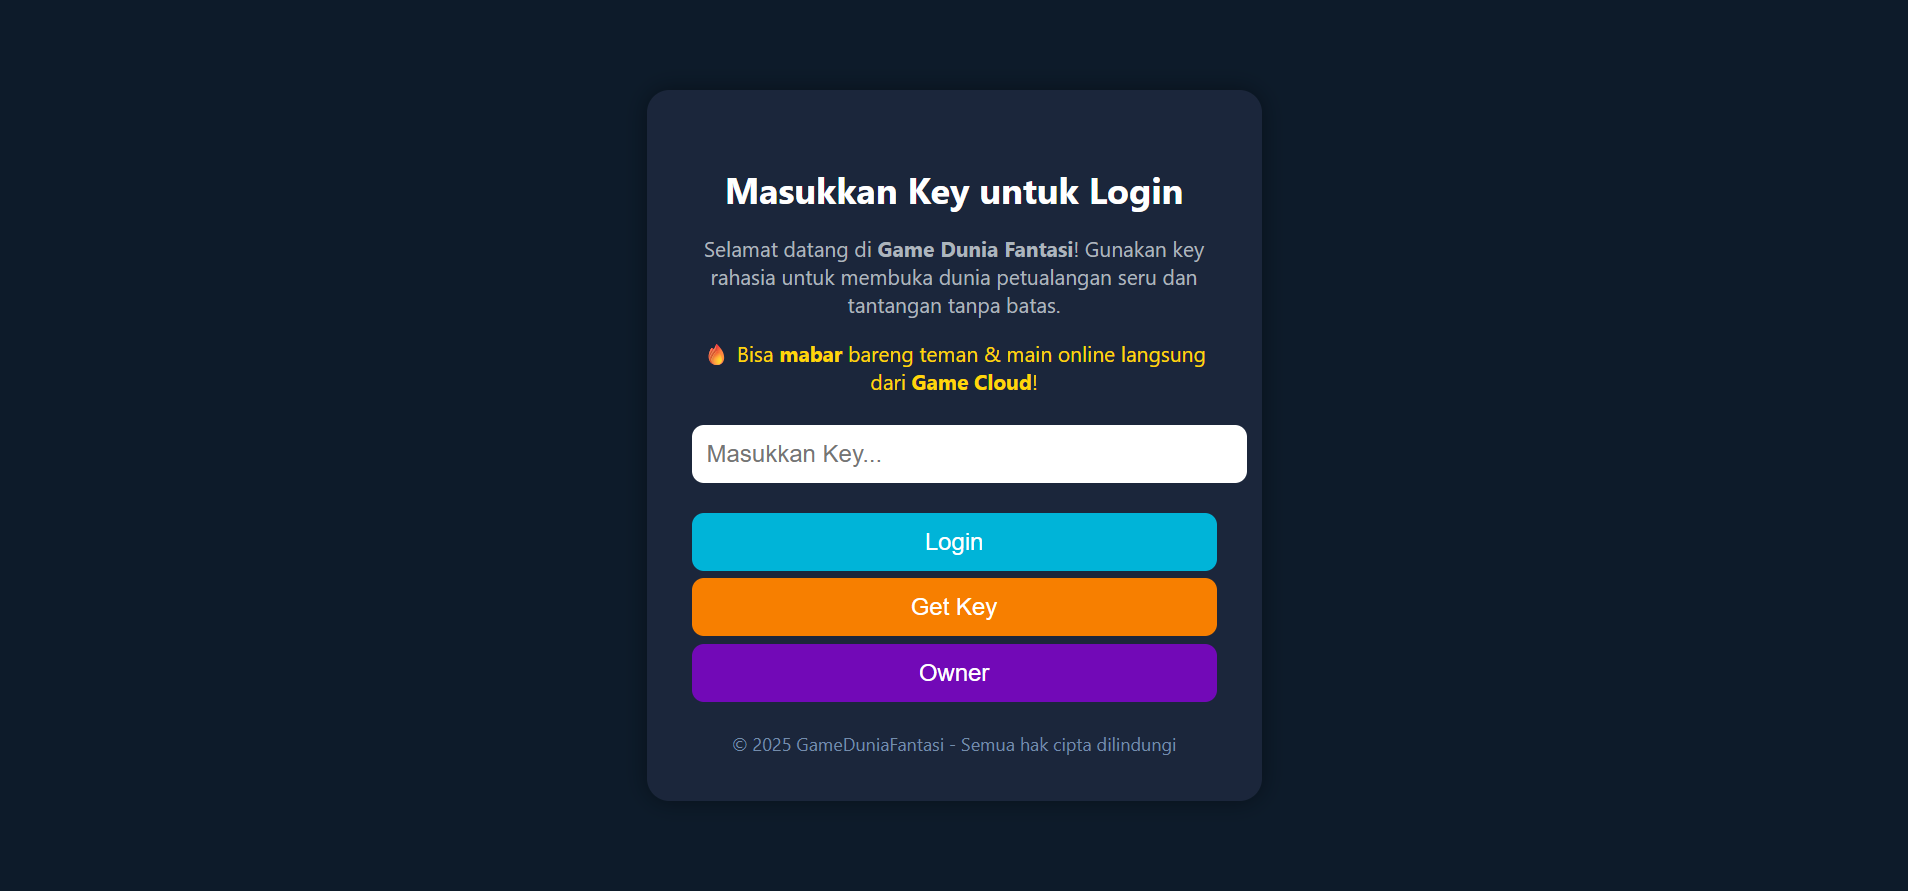 Masukkan Key untuk Login
Selamat datang di Game Dunia Fantasi! Gunakan key
rahasia untuk membuka dunia petualangan seru dan
tantangan tanpa batas.
🔥 Bisa mabar bareng teman & main online langsung
dari Game Cloud!
Masukkan Key...
Login
Get Key
Owner
© 2025 GameDuniaFantasi - Semua hak cipta dilindungi